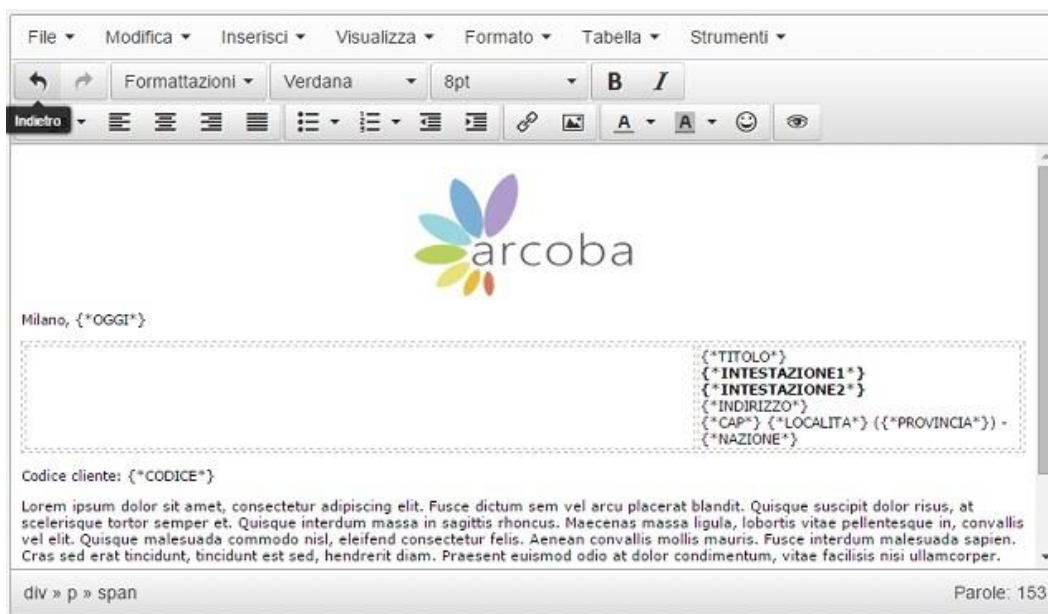 File Modifica Inserisci Visualizza Formato Tabella Strumenti
Formattazioni Verdana 8pt B I
Indietro A A
arcoba
Milano, {*OGGI*}
{*TITOLO*}
{*INTESTAZIONE1*}
{*INTESTAZIONE2*}
{*INDIRIZZO*}
{*CAP*} {*LOCALITA*} ({*PROVINCIA*}) -
{*NAZIONE*}
Codice cliente: {*CODICE*}
Lorem ipsum dolor sit amet, consectetur adipiscing elit. Fusce dictum sem vel arcu placerat blandit. Quisque suscipit dolor risus, at
scelerisque tortor semper et. Quisque interdum massa in sagittis rhoncus. Maecenas massa ligula, lobortis vitae pellentesque in, convallis
vel elit. Quisque malesuada commodo nisl, eleifend consectetur felis. Aenean convallis mollis mauris. Fusce interdum malesuada sapien.
Cras sed erat tincidunt, tincidunt est sed, hendrerit diam. Praesent euismod odio at dolor condimentum, vitae facilisis nisi ullamcorper.
div » p » span Parole: 153